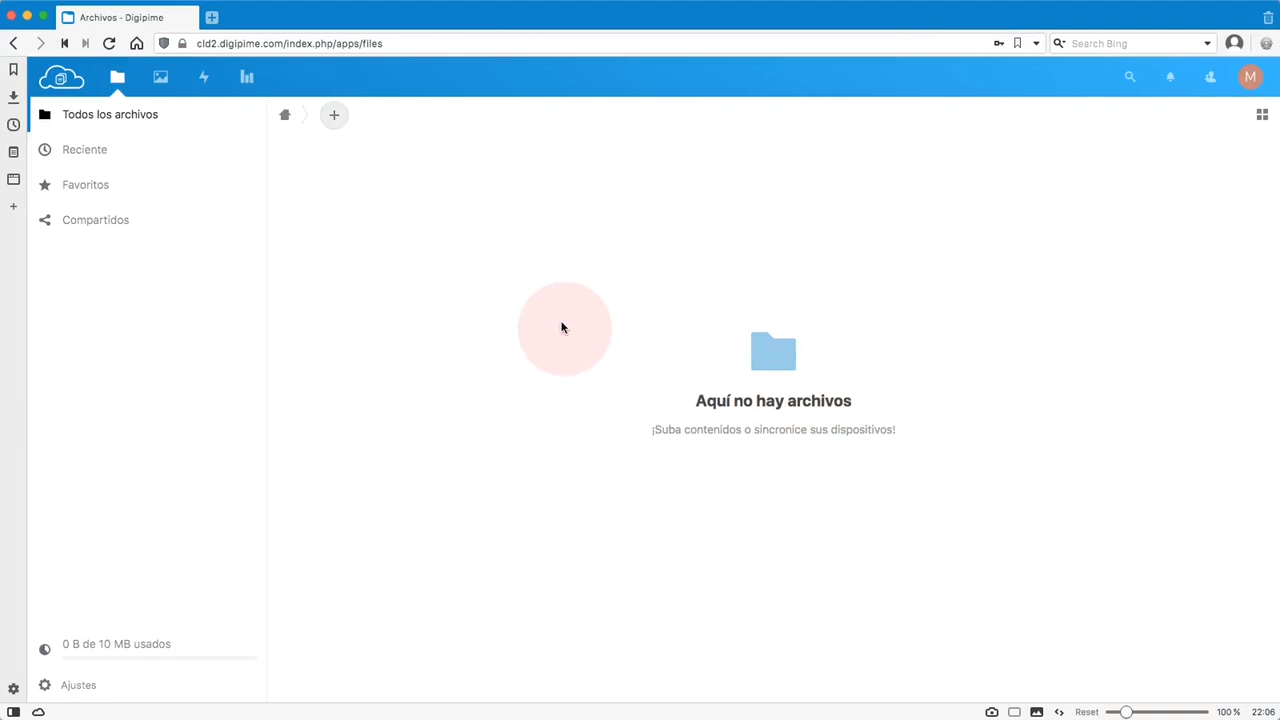 Archivos - Digipime
cld2.digipime.com/index.php/apps/files
Search Bing
M
Todos los archivos
Reciente
Favoritos
Compartidos
Aquí no hay archivos
¡Suba contenidos o sincronice sus dispositivos!
0 B de 10 MB usados
Ajustes
Reset
100 %
22:06